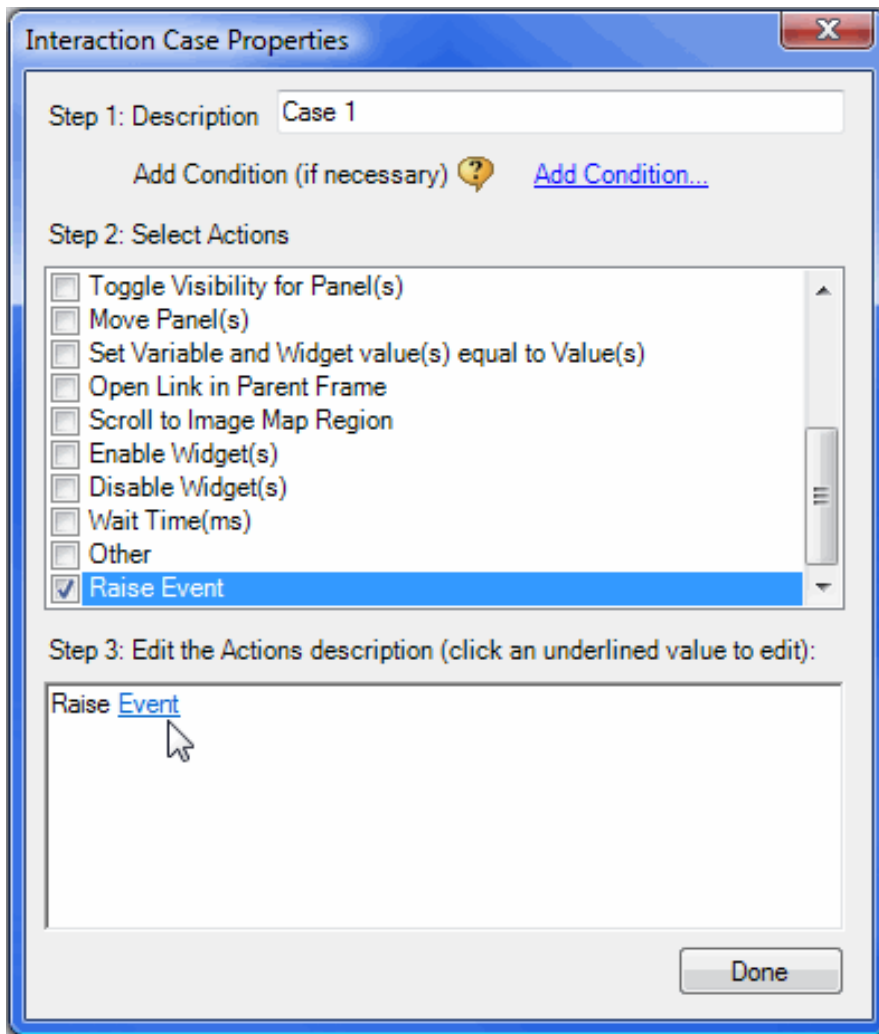 Interaction Case Properties
Step 1: Description Case 1
Add Condition (if necessary) ? Add Condition...
Step 2: Select Actions
Toggle Visibility for Panel(s)
Move Panel(s)
Set Variable and Widget value(s) equal to Value(s)
Open Link in Parent Frame
Scroll to Image Map Region
Enable Widget(s)
Disable Widget(s)
Wait Time(ms)
Other
Raise Event
Step 3: Edit the Actions description (click an underlined value to edit):
Raise Event
Done